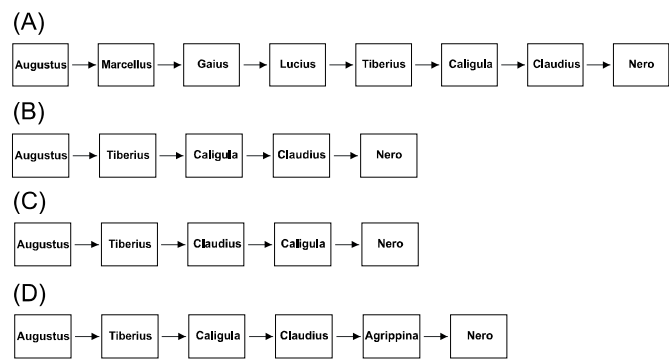 (A)
Augustus Marcellus Gaius Lucius Tiberius Caligula Claudius Nero
(B)
Augustus Tiberius Caligula Claudius Nero
(C)
Augustus Tiberius Claudius Caligula Nero
(D)
Augustus Tiberius Caligula Claudius Agrippina Nero